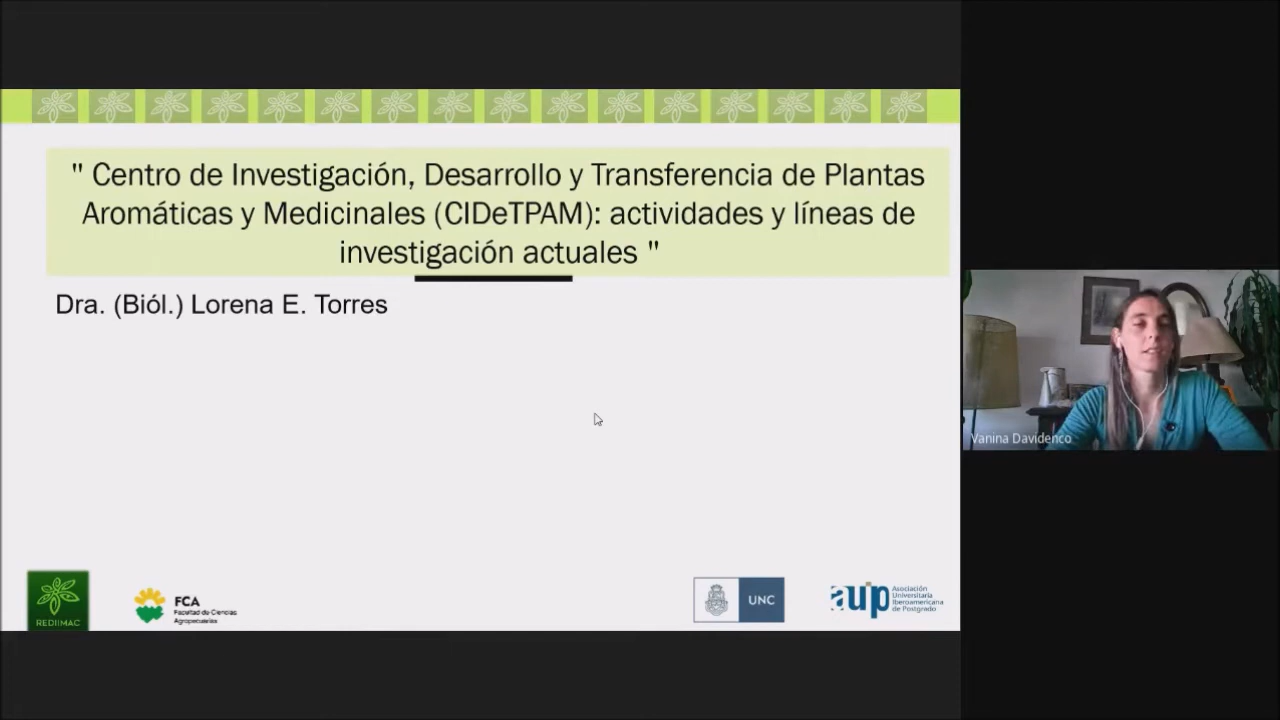 " Centro de Investigación, Desarrollo y Transferencia de Plantas
Aromáticas y Medicinales (CIDeTPAM): actividades y líneas de
investigación actuales "
Dra. (Biól.) Lorena E. Torres
Vanina Davidenco
REDIIMAC
FCA
Facultad de Ciencias
Agropecuarias
UNC
auip
Asociación
Universitaria
Iberoamericana
de Postgrado